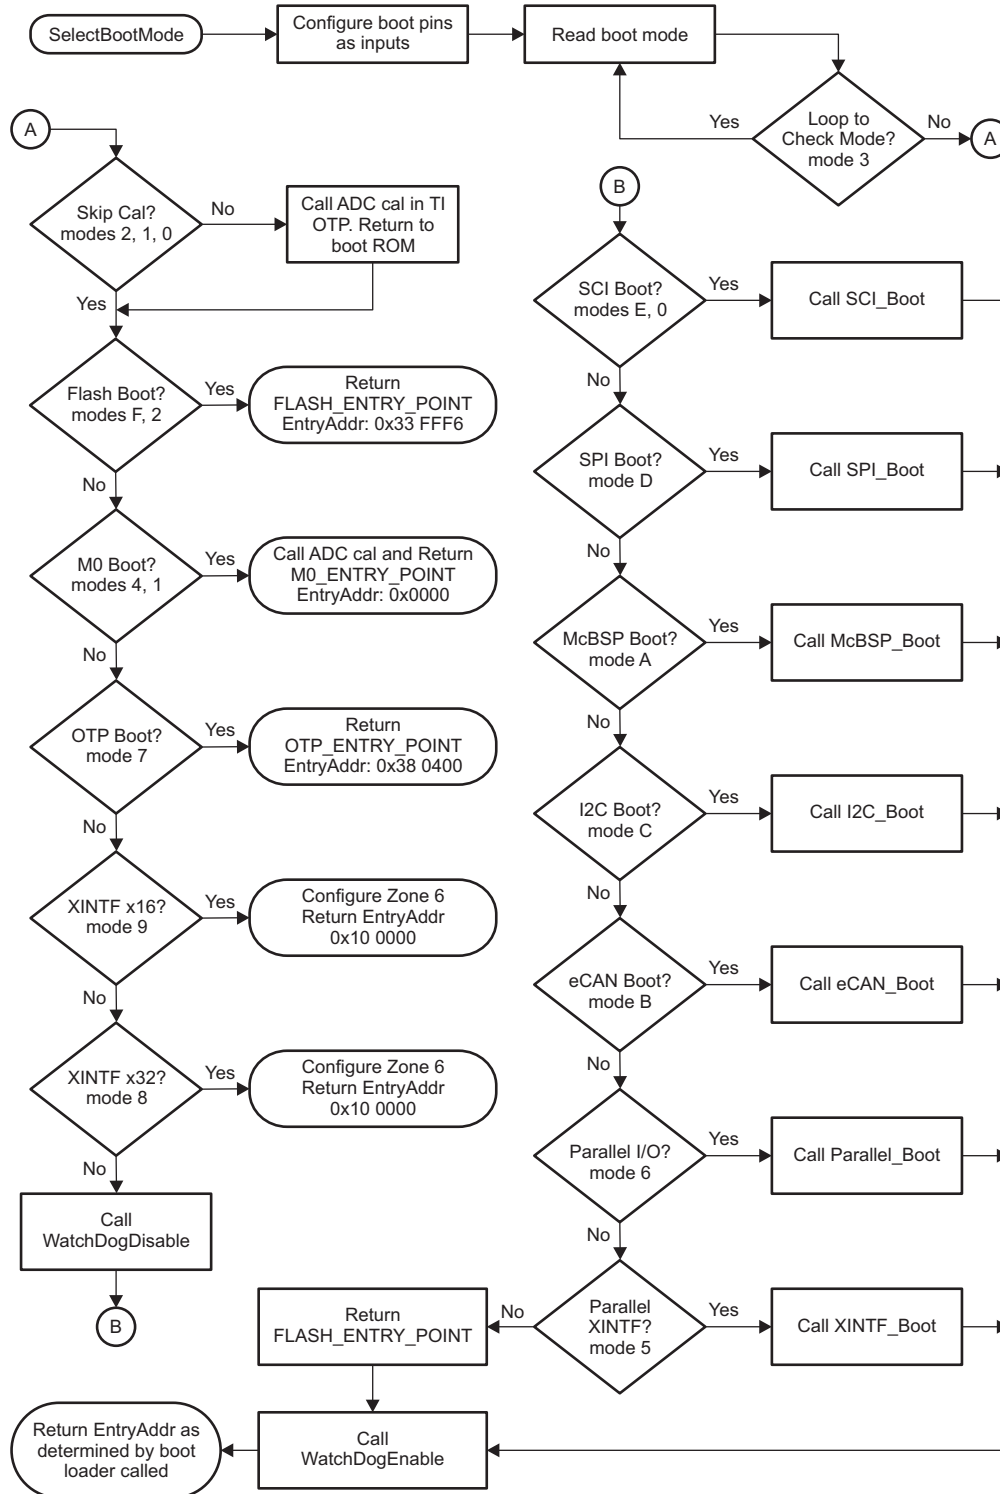 SelectBootMode
Configure boot pins
as inputs
Read boot mode
Loop to
Check Mode?
mode 3
Yes
No
A
A
Skip Cal?
modes 2, 1, 0
No
Call ADC cal in TI
OTP. Return to
boot ROM
Yes
Flash Boot?
modes F, 2
Yes
Return
FLASH_ENTRY_POINT
EntryAddr: 0x33 FFF6
No
M0 Boot?
modes 4, 1
Yes
Call ADC cal and Return
M0_ENTRY_POINT
EntryAddr: 0x0000
No
OTP Boot?
mode 7
Yes
Return
OTP_ENTRY_POINT
EntryAddr: 0x38 0400
No
XINTF x16?
mode 9
Yes
Configure Zone 6
Return EntryAddr
0x10 0000
No
XINTF x32?
mode 8
Yes
Configure Zone 6
Return EntryAddr
0x10 0000
No
Call
WatchDogDisable
B
B
SCI Boot?
modes E, 0
Yes
Call SCI_Boot
No
SPI Boot?
mode D
Yes
Call SPI_Boot
No
McBSP Boot?
mode A
Yes
Call McBSP_Boot
No
I2C Boot?
mode C
Yes
Call I2C_Boot
No
eCAN Boot?
mode B
Yes
Call eCAN_Boot
No
Parallel I/O?
mode 6
Yes
Call Parallel_Boot
No
Parallel
XINTF?
mode 5
Yes
Call XINTF_Boot
No
Return
FLASH_ENTRY_POINT
Call
WatchDogEnable
Return EntryAddr as
determined by boot
loader called